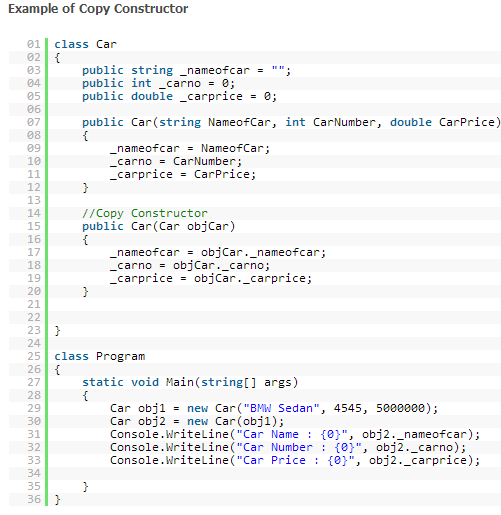 Example of Copy Constructor
01 class Car
02 {
03     public string _nameofcar = "";
04     public int _carno = 0;
05     public double _carprice = 0;
06
07     public Car(string NameofCar, int CarNumber, double CarPrice)
08     {
09         _nameofcar = NameofCar;
10         _carno = CarNumber;
11         _carprice = CarPrice;
12     }
13
14     //Copy Constructor
15     public Car(Car objCar)
16     {
17         _nameofcar = objCar._nameofcar;
18         _carno = objCar._carno;
19         _carprice = objCar._carprice;
20     }
21
22
23 }
24
25 class Program
26 {
27     static void Main(string[] args)
28     {
29         Car obj1 = new Car("BMW Sedan", 4545, 5000000);
30         Car obj2 = new Car(obj1);
31         Console.WriteLine("Car Name : {0}", obj2._nameofcar);
32         Console.WriteLine("Car Number : {0}", obj2._carno);
33         Console.WriteLine("Car Price : {0}", obj2._carprice);
34
35     }
36 }